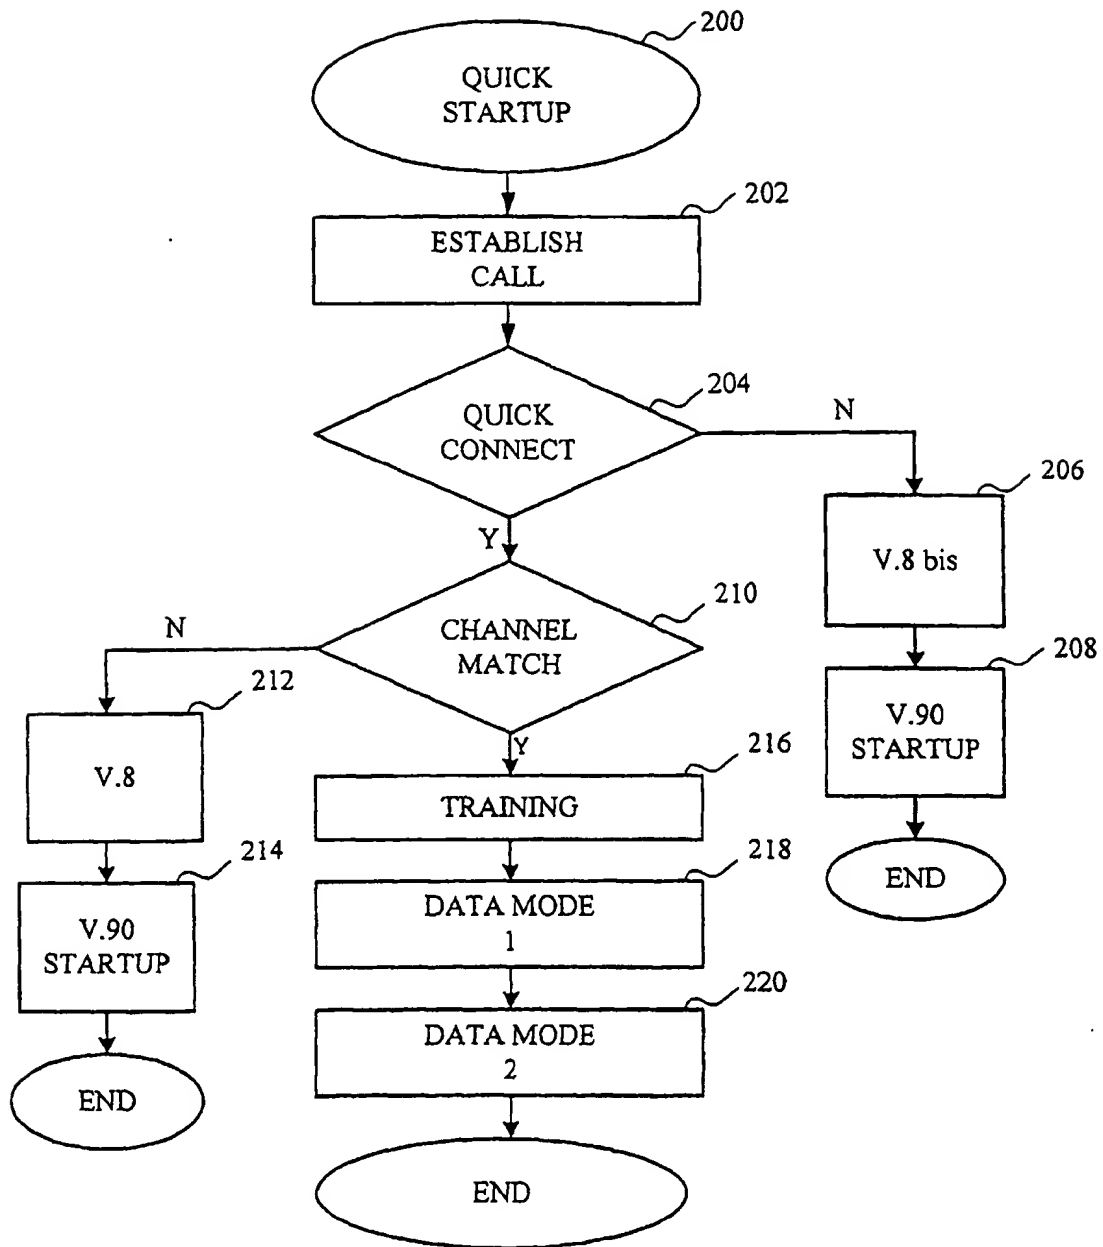 200
QUICK
STARTUP
202
ESTABLISH
CALL
204
QUICK
CONNECT
N
206
Y
V.8 bis
210
CHANNEL
MATCH
N
208
V.90
STARTUP
212
Y
216
V.8
TRAINING
END
214
218
V.90
STARTUP
DATA MODE
1
220
DATA MODE
2
END
END